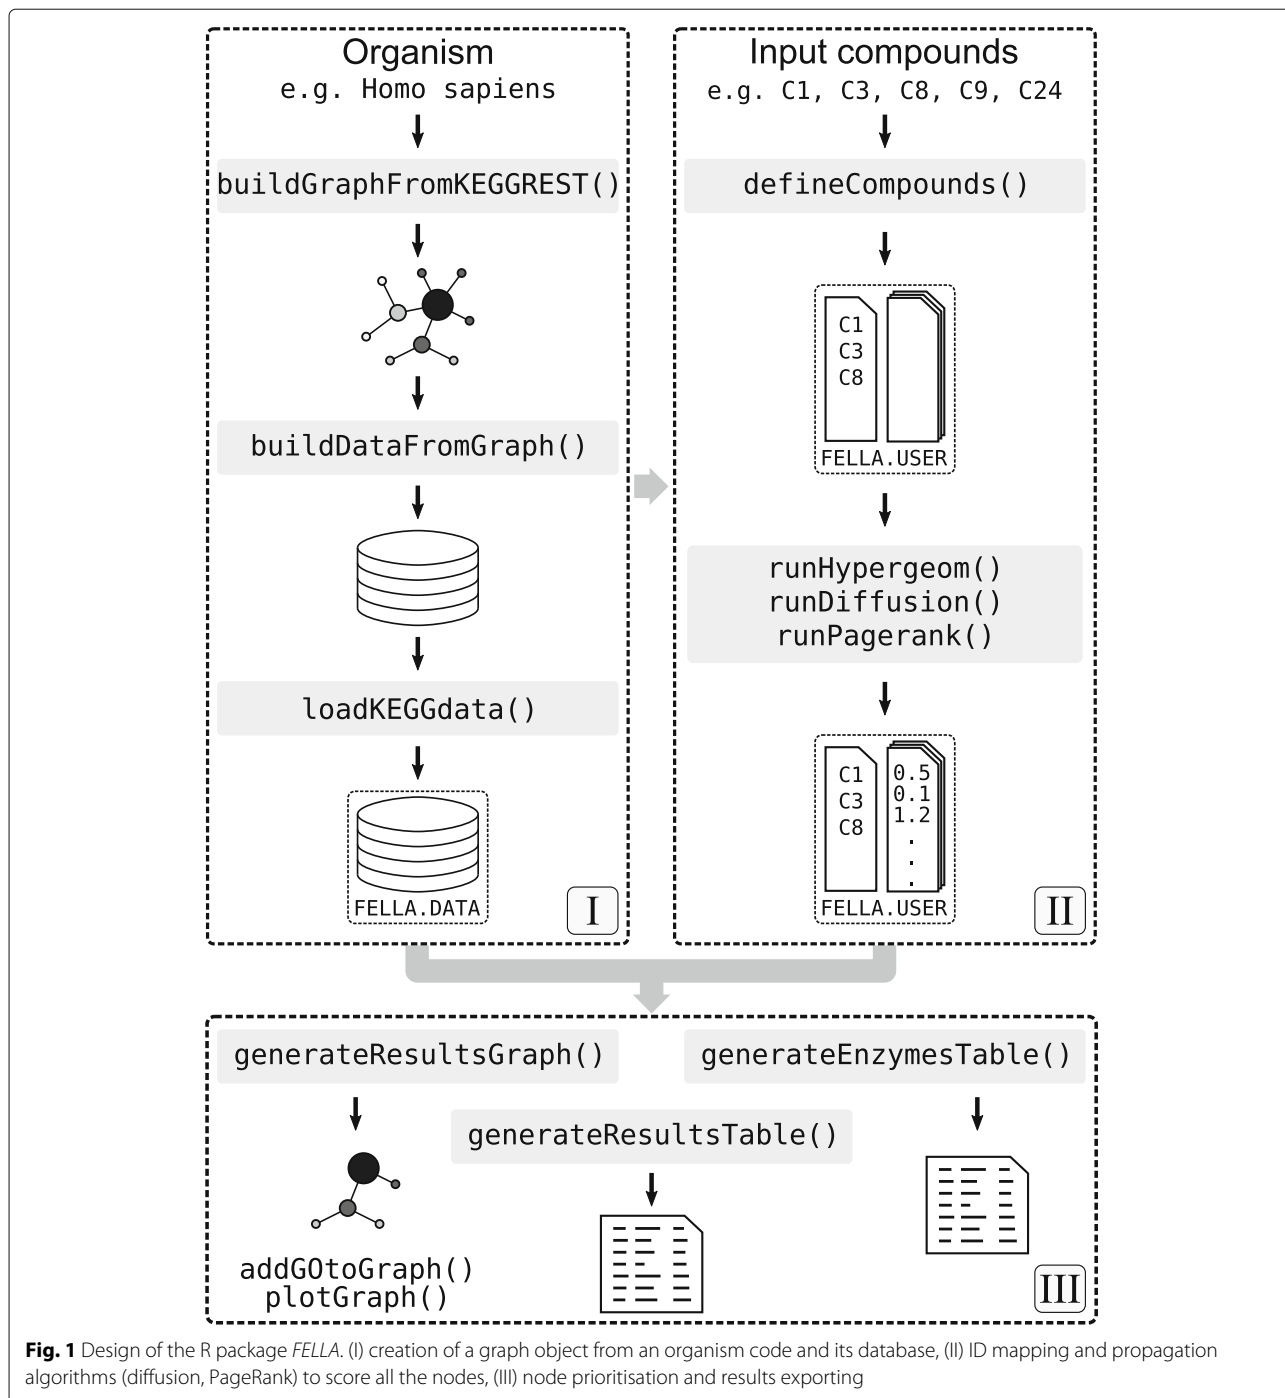 Organism
e.g. Homo sapiens
buildGraphFromKEGGREST()
buildDataFromGraph()
loadKEGGdata()
FELLA.DATA
I
Input compounds
e.g. C1, C3, C8, C9, C24
defineCompounds()
C1
C3
C8
FELLA.USER
runHypergeom()
runDiffusion()
runPagerank()
C1
C3
C8
0.5
0.1
1.2
.
.
.
FELLA.USER
II
generateResultsGraph()
addGOtoGraph()
plotGraph()
generateResultsTable()
generateEnzymesTable()
III
Fig. 1 Design of the R package FELLA. (I) creation of a graph object from an organism code and its database, (II) ID mapping and propagation
algorithms (diffusion, PageRank) to score all the nodes, (III) node prioritisation and results exporting